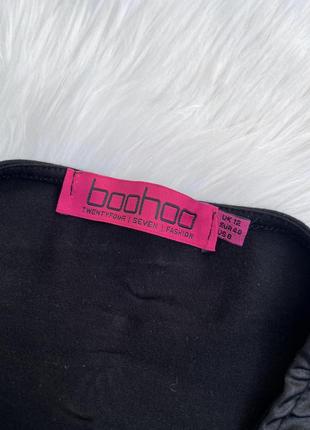 boohoo
TWENTYFOUR | SEVEN | FASHION
UK 12
EUR 40
US 8